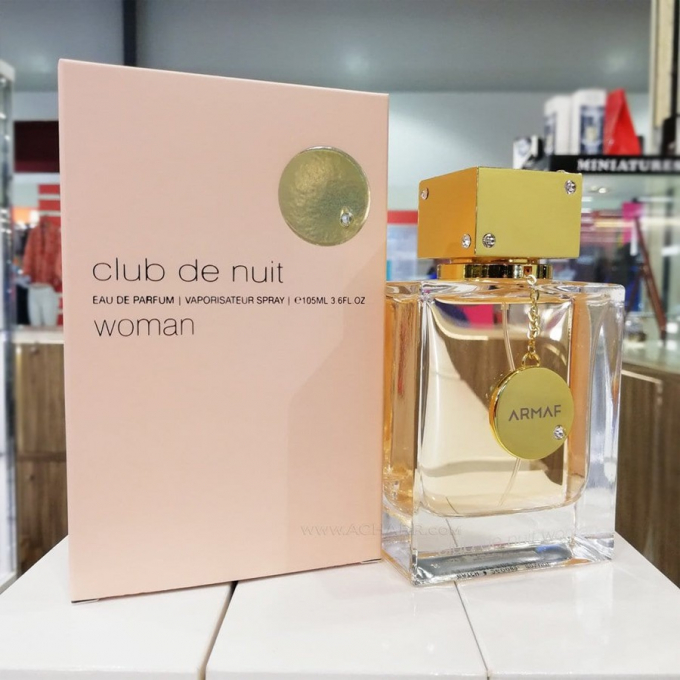 MINIATURES
club de nuit
EAU DE PARFUM | VAPORISATEUR SPRAY | ℮105ML 3.6FL.OZ
woman
ARMAF